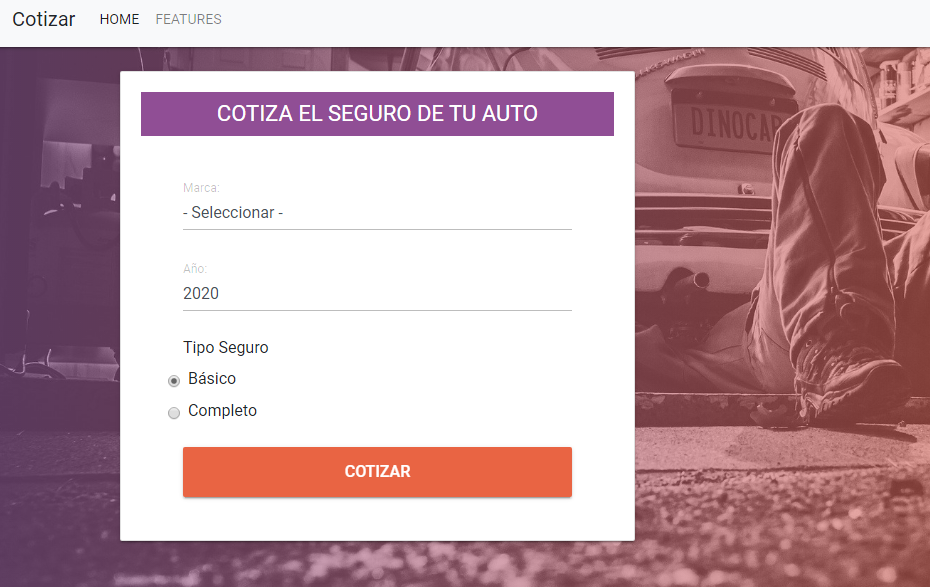 Cotizar HOME FEATURES
COTIZA EL SEGURO DE TU AUTO
DINOCAR
Marca:
- Seleccionar -
Año:
2020
Tipo Seguro
Básico
Completo
COTIZAR